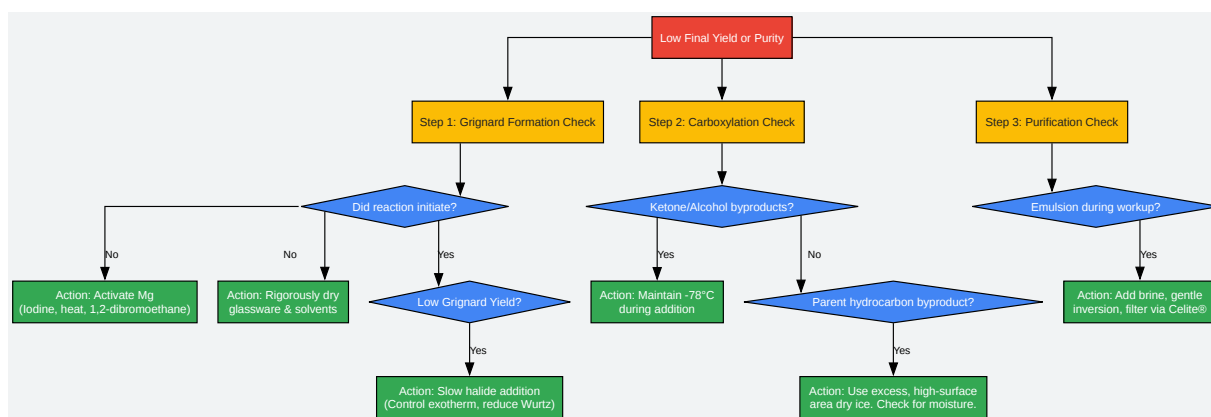 Low Final Yield or Purity
Step 1: Grignard Formation Check
Step 2: Carboxylation Check
Step 3: Purification Check
Did reaction initiate?
Ketone/Alcohol byproducts?
Emulsion during workup?
No
No
Yes
Yes
No
Yes
Action: Activate Mg
(Iodine, heat, 1,2-dibromoethane)
Action: Rigorously dry
glassware & solvents
Low Grignard Yield?
Action: Maintain -78°C
during addition
Parent hydrocarbon byproduct?
Action: Add brine, gentle
inversion, filter via Celite®
Yes
Yes
Action: Slow halide addition
(Control exotherm, reduce Wurtz)
Action: Use excess, high-surface
area dry ice. Check for moisture.